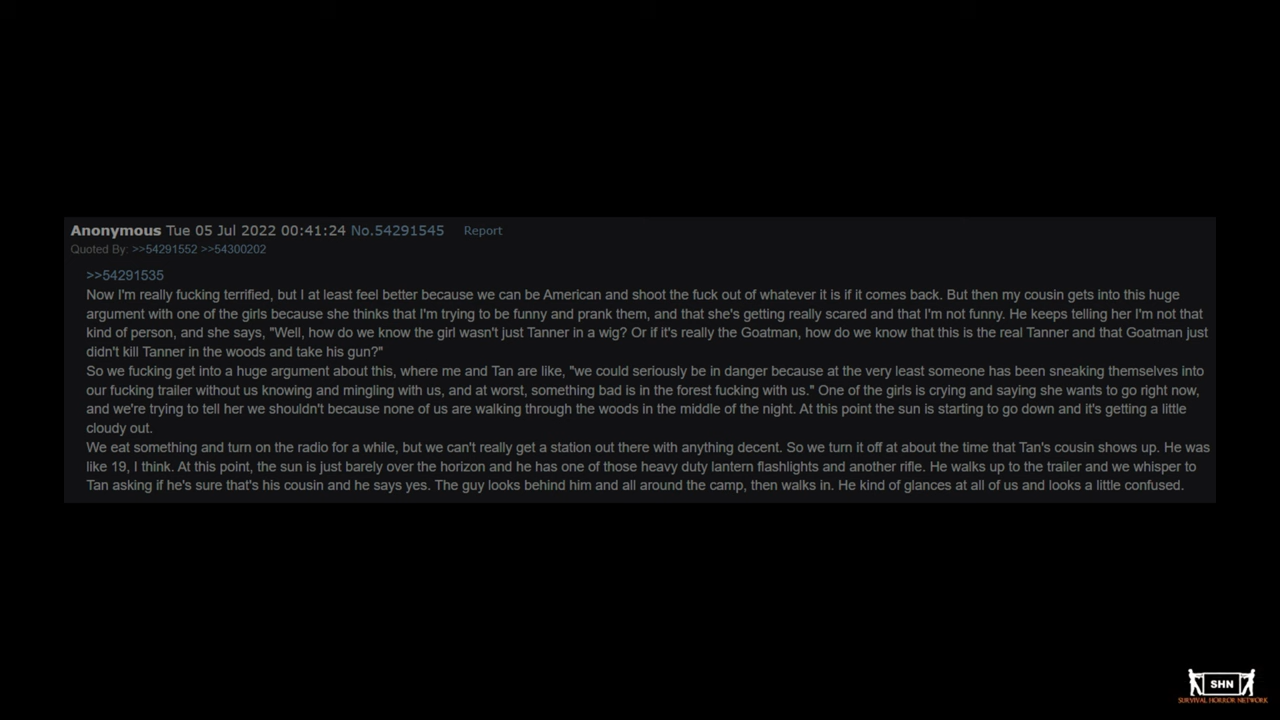 Anonymous Tue 05 Jul 2022 00:41:24 No.54291545 Report
Quoted By: >>54291552 >>54300202
>>54291535
Now I'm really fucking terrified, but I at least feel better because we can be American and shoot the fuck out of whatever it is if it comes back. But then my cousin gets into this huge
argument with one of the girls because she thinks that I'm trying to be funny and prank them, and that she's getting really scared and that I'm not funny. He keeps telling her I'm not that
kind of person, and she says, "Well, how do we know the girl wasn't just Tanner in a wig? Or if it's really the Goatman, how do we know that this is the real Tanner and that Goatman just
didn't kill Tanner in the woods and take his gun?"
So we fucking get into a huge argument about this, where me and Tan are like, "we could seriously be in danger because at the very least someone has been sneaking themselves into
our fucking trailer without us knowing and mingling with us, and at worst, something bad is in the forest fucking with us." One of the girls is crying and saying she wants to go right now,
and we're trying to tell her we shouldn't because none of us are walking through the woods in the middle of the night. At this point the sun is starting to go down and it's getting a little
cloudy out.
We eat something and turn on the radio for a while, but we can't really get a station out there with anything decent. So we turn it off at about the time that Tan's cousin shows up. He was
like 19, I think. At this point, the sun is just barely over the horizon and he has one of those heavy duty lantern flashlights and another rifle. He walks up to the trailer and we whisper to
Tan asking if he's sure that's his cousin and he says yes. The guy looks behind him and all around the camp, then walks in. He kind of glances at all of us and looks a little confused.
SHN
SURVIVAL HORROR NETWORK